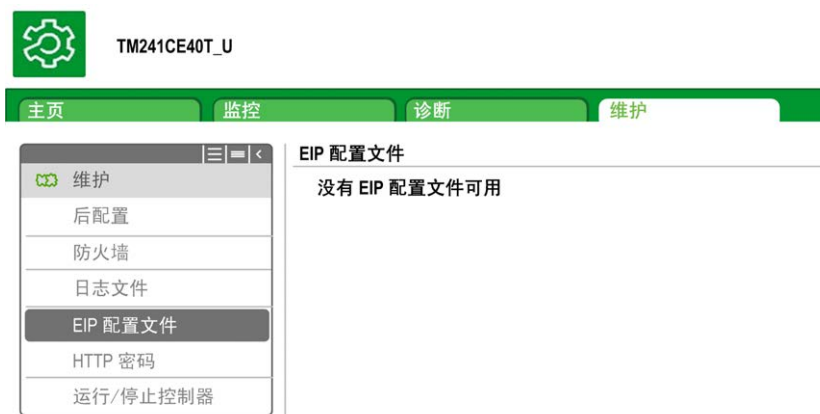 TM241CE40T_U
主页 监控 诊断 维护
EIP 配置文件
没有 EIP 配置文件可用
维护
后配置
防火墙
日志文件
EIP 配置文件
HTTP 密码
运行/停止控制器